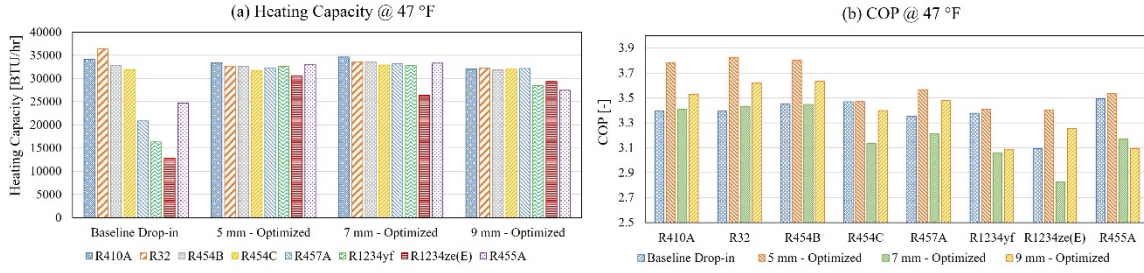 (a) Heating Capacity @ 47 °F
Heating Capacity [BTU/hr]
40000
35000
30000
25000
20000
15000
10000
5000
0
Baseline Drop-in 5 mm - Optimized 7 mm - Optimized 9 mm - Optimized
R410A R32 R454B R454C R457A R1234yf R1234ze(E) R455A
(b) COP @ 47 °F
COP [-]
3.9
3.7
3.5
3.3
3.1
2.9
2.7
2.5
R410A R32 R454B R454C R457A R1234yf R1234ze(E) R455A
Baseline Drop-in 5 mm - Optimized 7 mm - Optimized 9 mm - Optimized